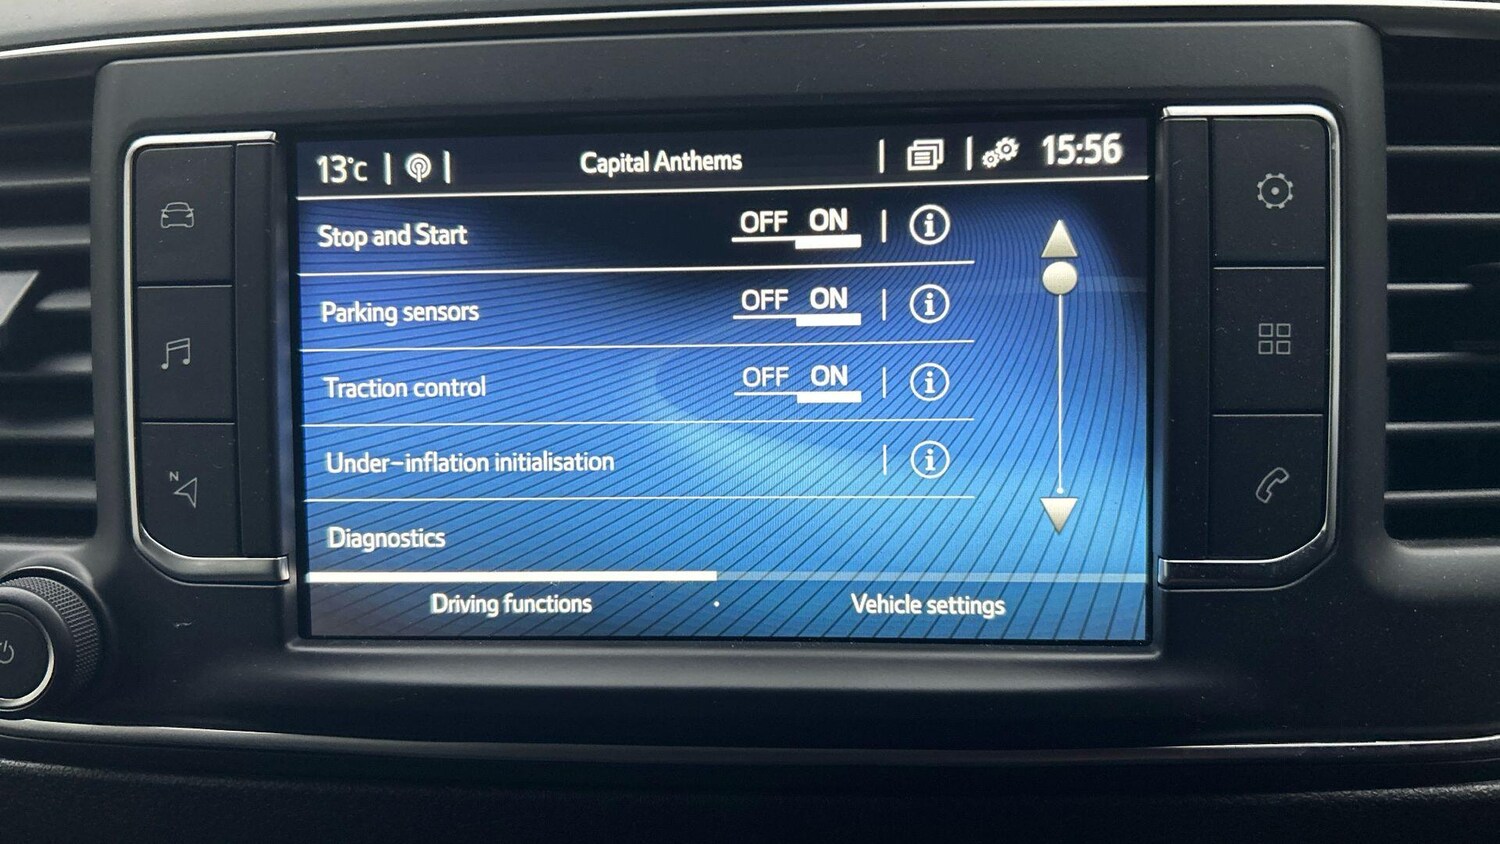 13°C Capital Anthems 15:56
Stop and Start OFF ON i
Parking sensors OFF ON i
Traction control OFF ON i
N
Under-inflation initialisation i
Diagnostics
Driving functions Vehicle settings